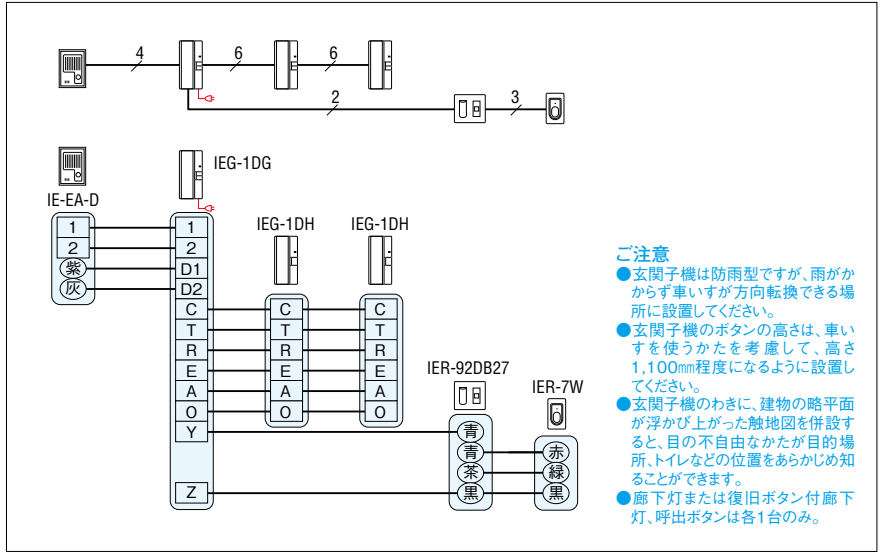 4
6
6
2
3
IEG-1DG
IE-EA-D
1
2
紫
灰
1
2
D1
D2
C
T
R
E
A
O
Y
Z
IEG-1DH
C
T
R
E
A
O
IEG-1DH
C
T
R
E
A
O
IER-92DB27
青
青
茶
黒
IER-7W
赤
緑
黒
ご注意
●玄関子機は防雨型ですが、雨がか
からず車いすが方向転換できる場
所に設置してください。
●玄関子機のボタンの高さは、車い
すを使うかたを考慮して、高さ
1,100㎜程度になるように設置し
てください。
●玄関子機のわきに、建物の略平面
が浮かび上がった触地図を併設す
ると、目の不自由なかたが目的場
所、トイレなどの位置をあらかじめ知
ることができます。
●廊下灯または復旧ボタン付廊下
灯、呼出ボタンは各1台のみ。